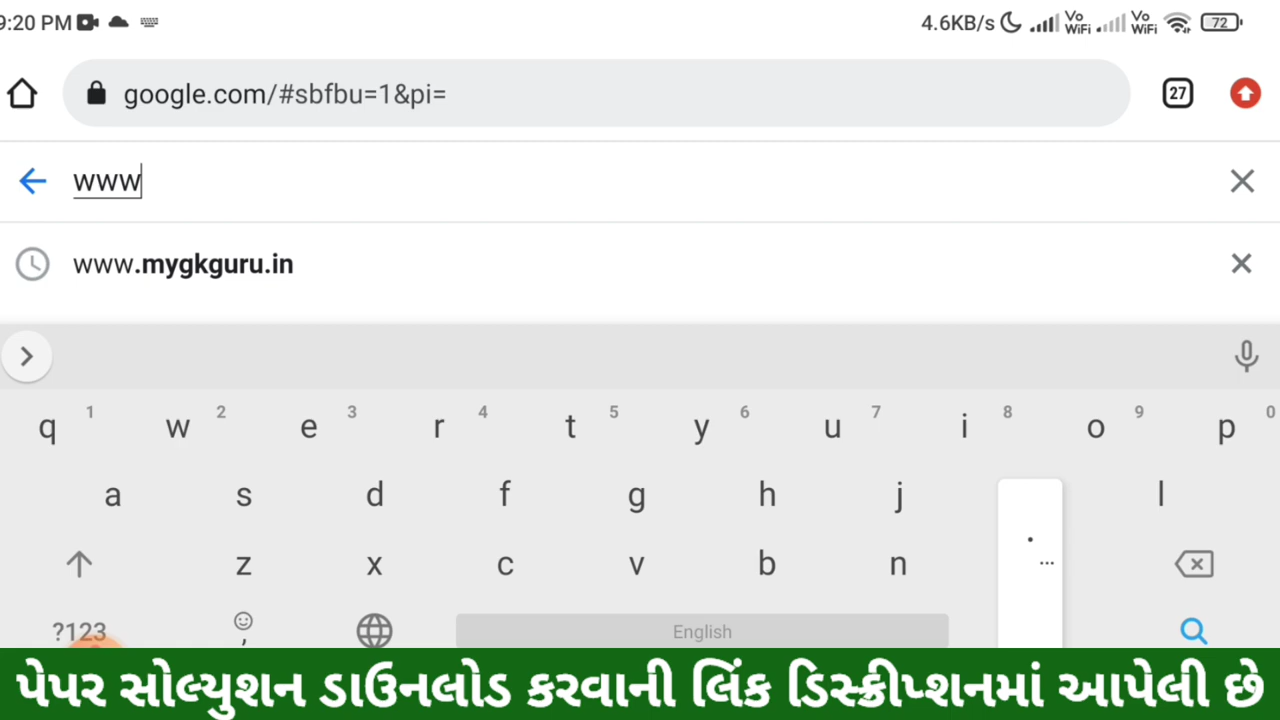 9:20 PM 4.6KB/s Vo WiFi Vo WiFi 72
google.com/#sbfbu=1&pi= 27
www
www.mygkguru.in
q 1 w 2 e 3 r 4 t 5 y 6 u 7 i 8 o 9 p 0
a s d f g h j l
z x c v b n . ...
?123 , English
પેપર સોલ્યુશન ડાઉનલોડ કરવાની લિંક ડિસ્ક્રીપ્શનમાં આપેલી છે